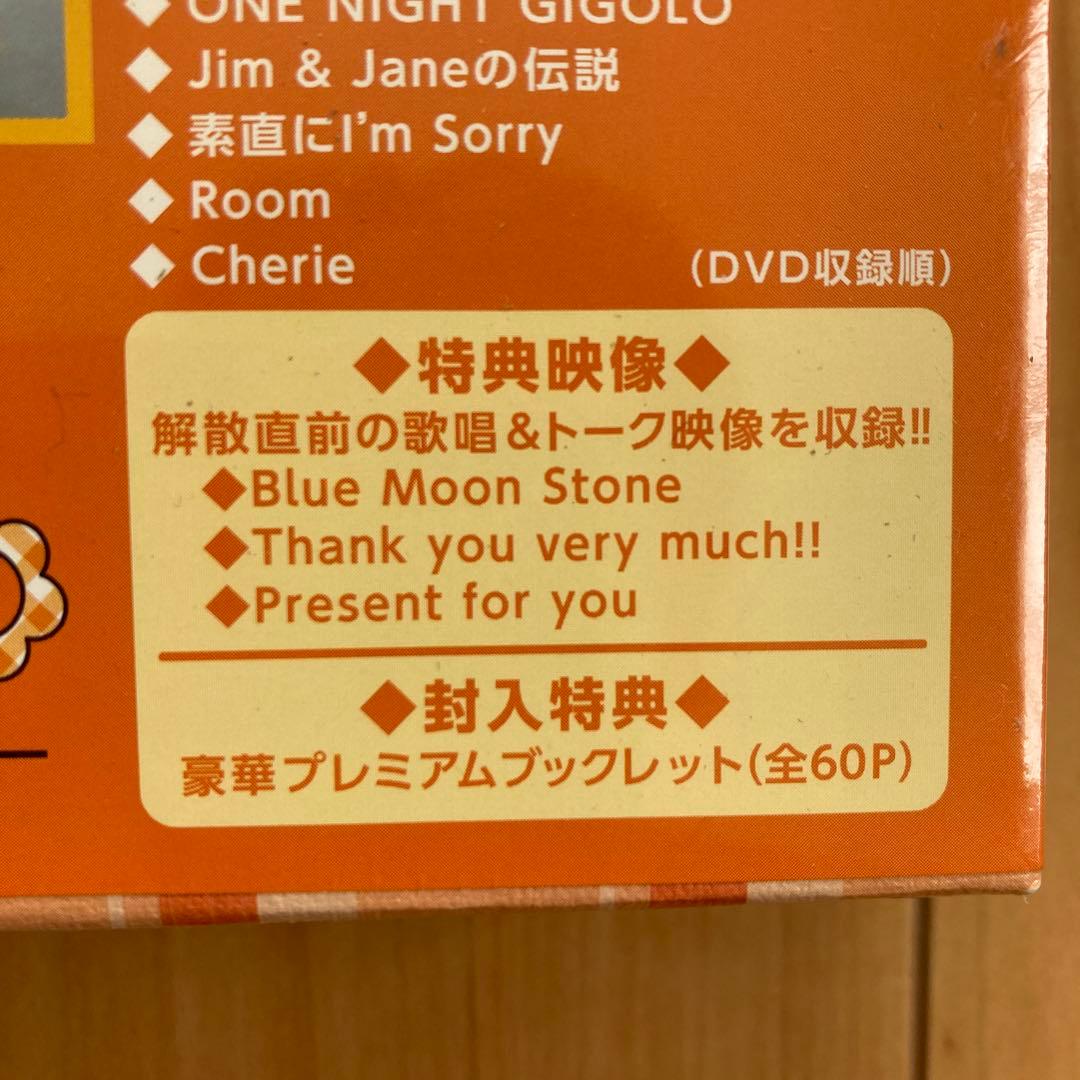 ◆ ONE NIGHT GIGOLO
◆ Jim & Janeの伝説
◆ 素直にI'm Sorry
◆ Room
◆ Cherie
(DVD収録順)
◆特典映像◆
解散直前の歌唱&トーク映像を収録!!
◆Blue Moon Stone
◆Thank you very much!!
◆Present for you
◆封入特典◆
豪華プレミアムブックレット(全60P)